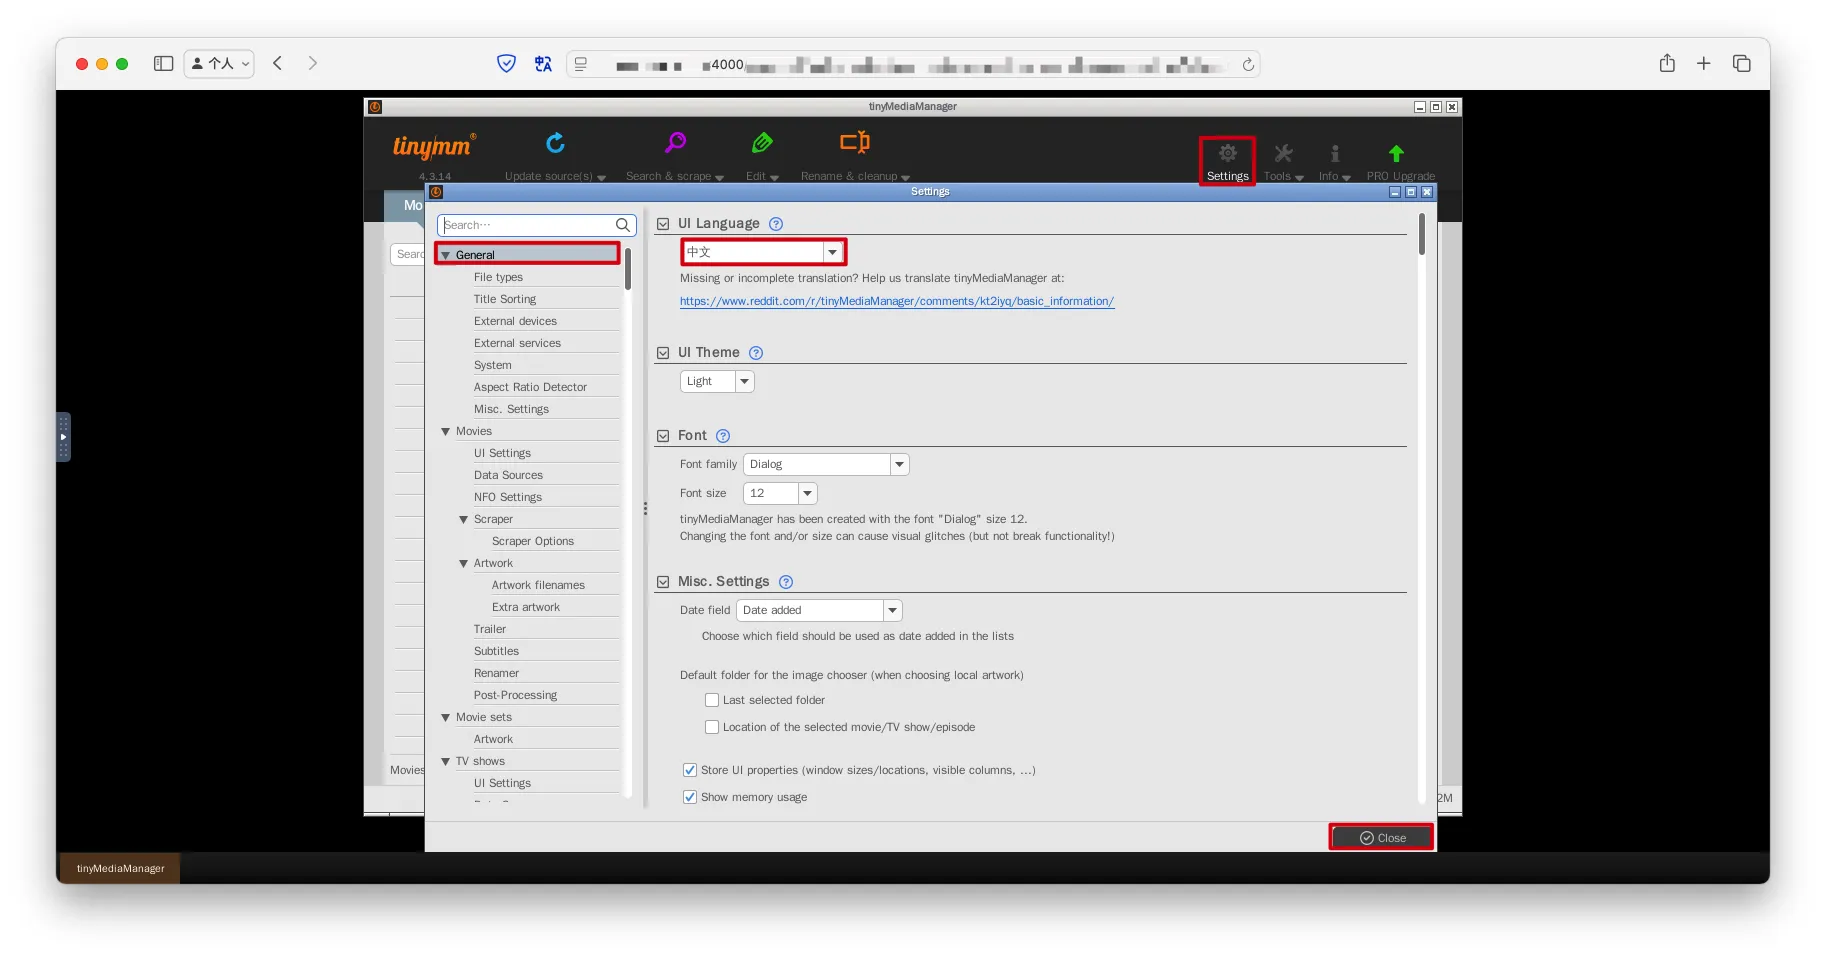 个人
4000
tinyMediaManager
tinymm®
4.3.14
Update source(s)
Search & scrape
Edit
Rename & cleanup
Settings
Tools
Info
PRO Upgrade
Settings
Mo
Search...
Searc
General
File types
Title Sorting
External devices
External services
System
Aspect Ratio Detector
Misc. Settings
Movies
UI Settings
Data Sources
NFO Settings
Scraper
Scraper Options
Artwork
Artwork filenames
Extra artwork
Trailer
Subtitles
Renamer
Post-Processing
Movie sets
Artwork
TV shows
UI Settings
Movies
UI Language
中文
Missing or incomplete translation? Help us translate tinyMediaManager at:
https://www.reddit.com/r/tinyMediaManager/comments/kt2iyq/basic_information/
UI Theme
Light
Font
Font family Dialog
Font size 12
tinyMediaManager has been created with the font "Dialog" size 12.
Changing the font and/or size can cause visual glitches (but not break functionality!)
Misc. Settings
Date field Date added
Choose which field should be used as date added in the lists
Default folder for the image chooser (when choosing local artwork)
Last selected folder
Location of the selected movie/TV show/episode
Store UI properties (window sizes/locations, visible columns, ...)
Show memory usage
2M
Close
tinyMediaManager